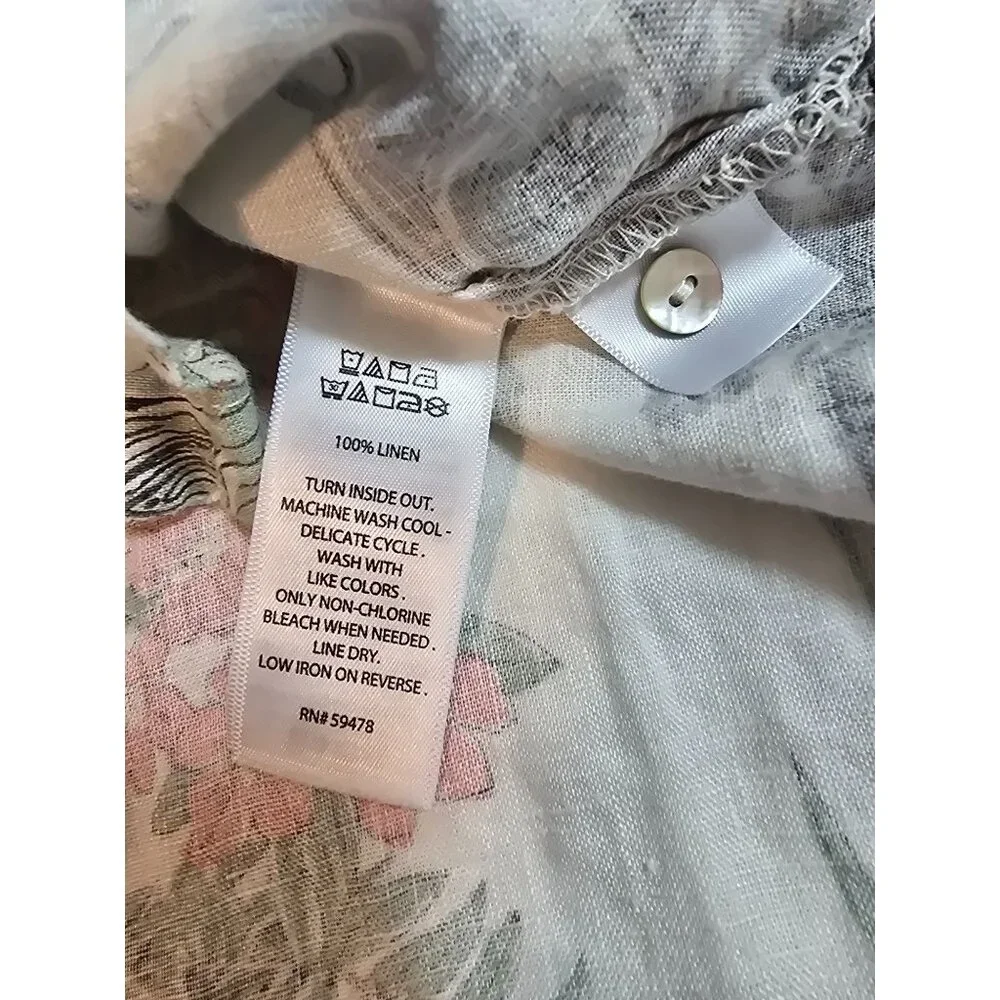 100% LINEN
TURN INSIDE OUT.
MACHINE WASH COOL -
DELICATE CYCLE.
WASH WITH
LIKE COLORS.
ONLY NON-CHLORINE
BLEACH WHEN NEEDED.
LINE DRY.
LOW IRON ON REVERSE.
RN# 59478